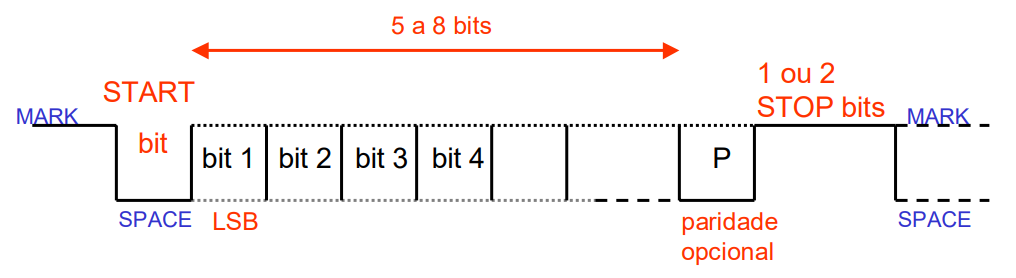 5 a 8 bits
START
bit
1 ou 2
STOP bits
MARK
MARK
bit 1
bit 2
bit 3
bit 4
P
SPACE
LSB
paridade
opcional
SPACE